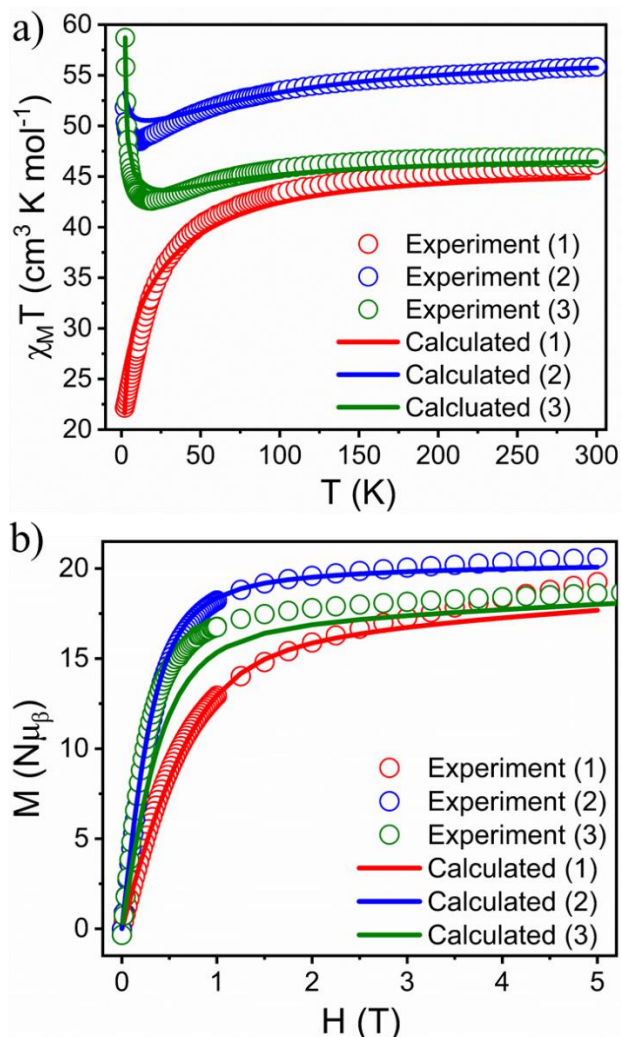 a)
60
55
50
45
40
35
30
25
20
χMT (cm³ K mol⁻¹)
Experiment (1)
Experiment (2)
Experiment (3)
Calculated (1)
Calculated (2)
Calcluated (3)
0 50 100 150 200 250 300
T (K)
b)
20
15
10
5
0
M (Nμβ)
Experiment (1)
Experiment (2)
Experiment (3)
Calculated (1)
Calculated (2)
Calculated (3)
0 1 2 3 4 5
H (T)